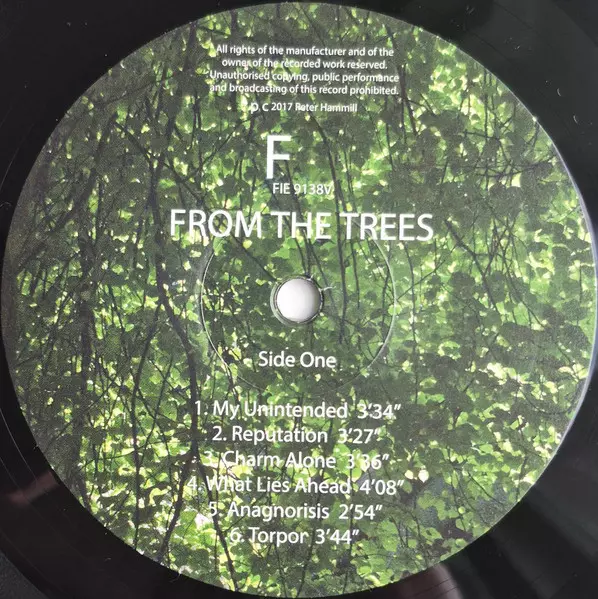 All rights of the manufacturer and of the
owner of the recorded work reserved.
Unauthorised copying, public performance
and broadcasting of this record prohibited.
P, C 2017 Peter Hammill
F
FIE 9138V
FROM THE TREES
Side One
1. My Unintended 3'34"
2. Reputation 3'27"
3. Charm Alone 3'36"
4. What Lies Ahead 4'08"
5. Anagnorisis 2'54"
6. Torpor 3'44"